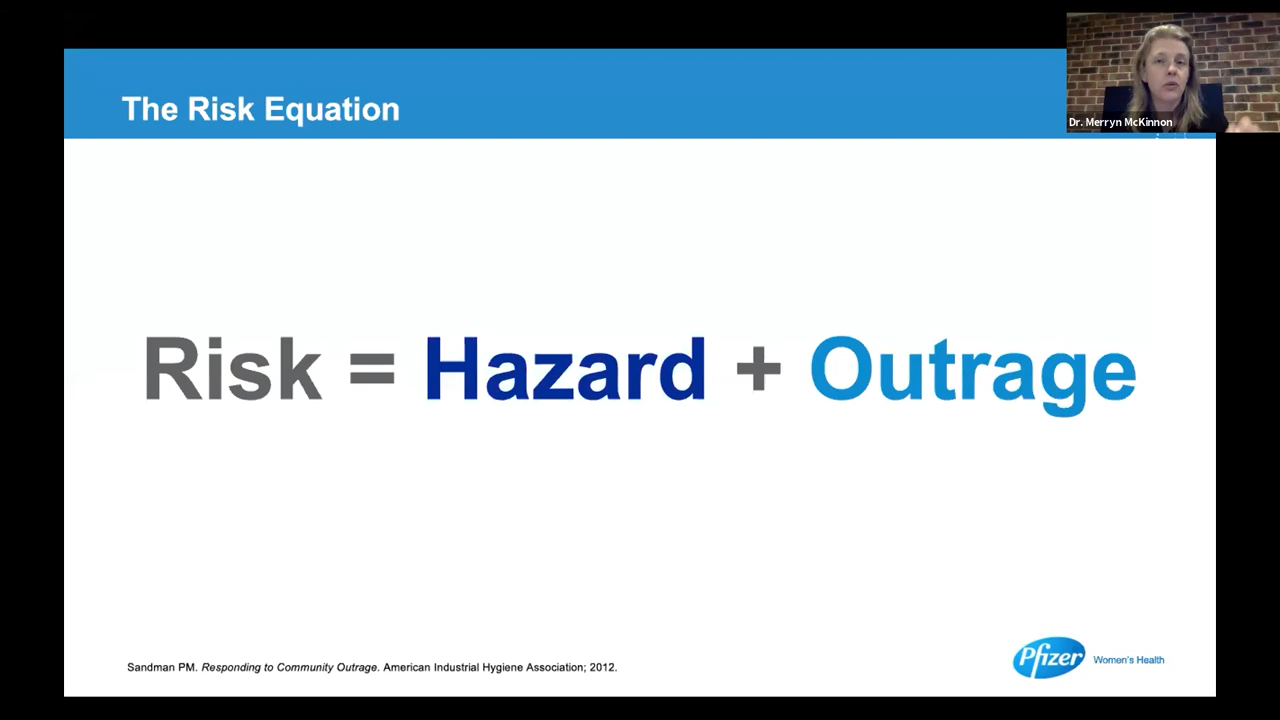 The Risk Equation
Dr. Merryn McKinnon
Risk = Hazard + Outrage
Sandman PM. Responding to Community Outrage. American Industrial Hygiene Association; 2012.
Pfizer Women's Health